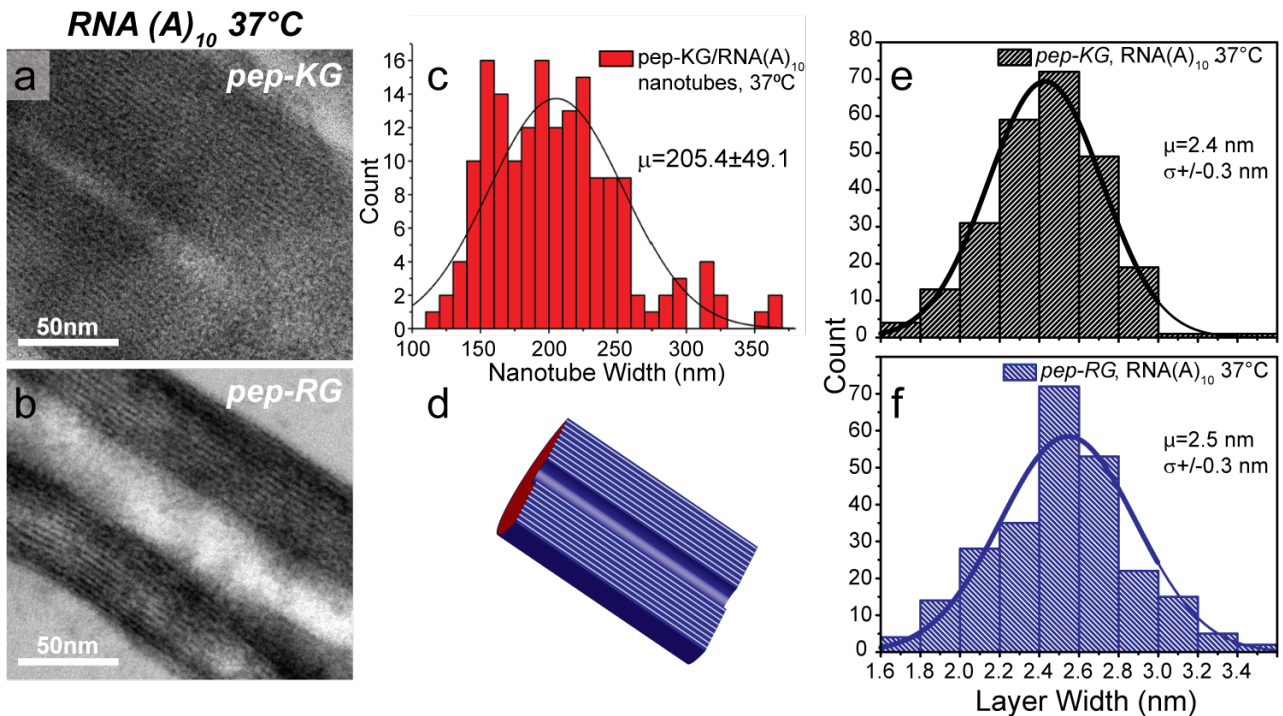 RNA (A)10 37°C
a
pep-KG
50nm
b
pep-RG
50nm
c
pep-KG/RNA(A)10
nanotubes, 37ºC
μ=205.4±49.1
16
14
12
10
8
6
4
2
0
Count
100 150 200 250 300 350
Nanotube Width (nm)
d
e
pep-KG, RNA(A)10 37°C
μ=2.4 nm
σ+/-0.3 nm
80
70
60
50
40
30
20
10
0
Count
f
pep-RG, RNA(A)10 37°C
μ=2.5 nm
σ+/-0.3 nm
70
60
50
40
30
20
10
0
1.6 2.0 2.2 2.4 2.6 2.8 3.0 3.4
Layer Width (nm)